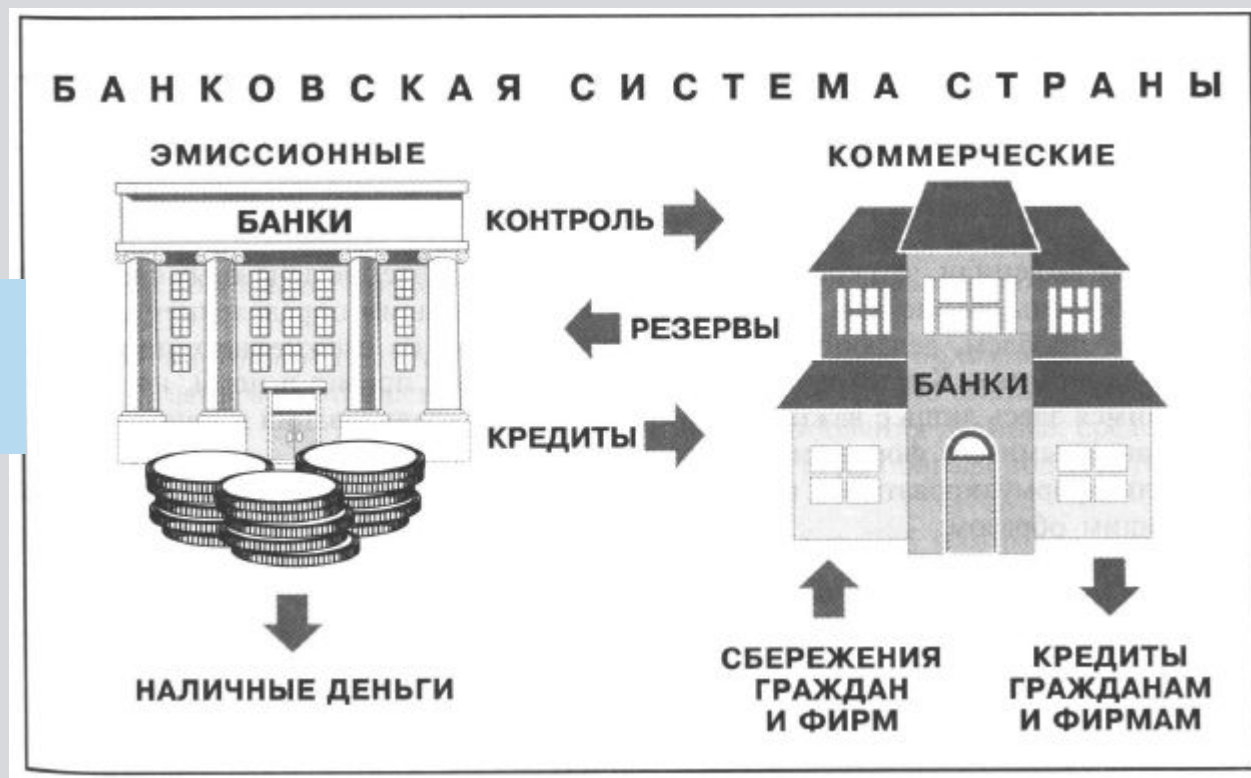 БАНКОВСКАЯ СИСТЕМА СТРАНЫ
ЭМИССИОННЫЕ
БАНКИ
КОММЕРЧЕСКИЕ
БАНКИ
КОНТРОЛЬ
РЕЗЕРВЫ
КРЕДИТЫ
НАЛИЧНЫЕ ДЕНЬГИ
СБЕРЕЖЕНИЯ
ГРАЖДАН
И ФИРМ
КРЕДИТЫ
ГРАЖДАНАМ
И ФИРМАМ